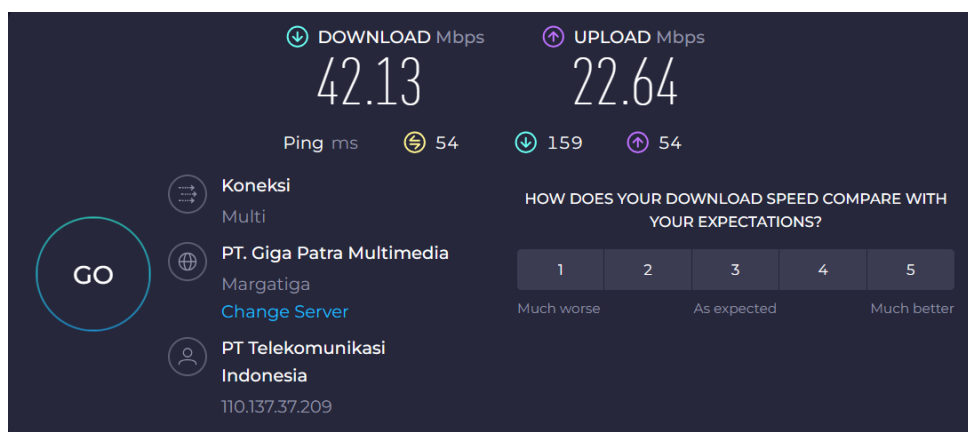 DOWNLOAD Mbps
42.13
UPLOAD Mbps
22.64
Ping ms 54 159 54
GO
Koneksi
Multi
PT. Giga Patra Multimedia
Margatiga
Change Server
PT Telekomunikasi
Indonesia
110.137.37.209
HOW DOES YOUR DOWNLOAD SPEED COMPARE WITH
YOUR EXPECTATIONS?
1 2 3 4 5
Much worse As expected Much better